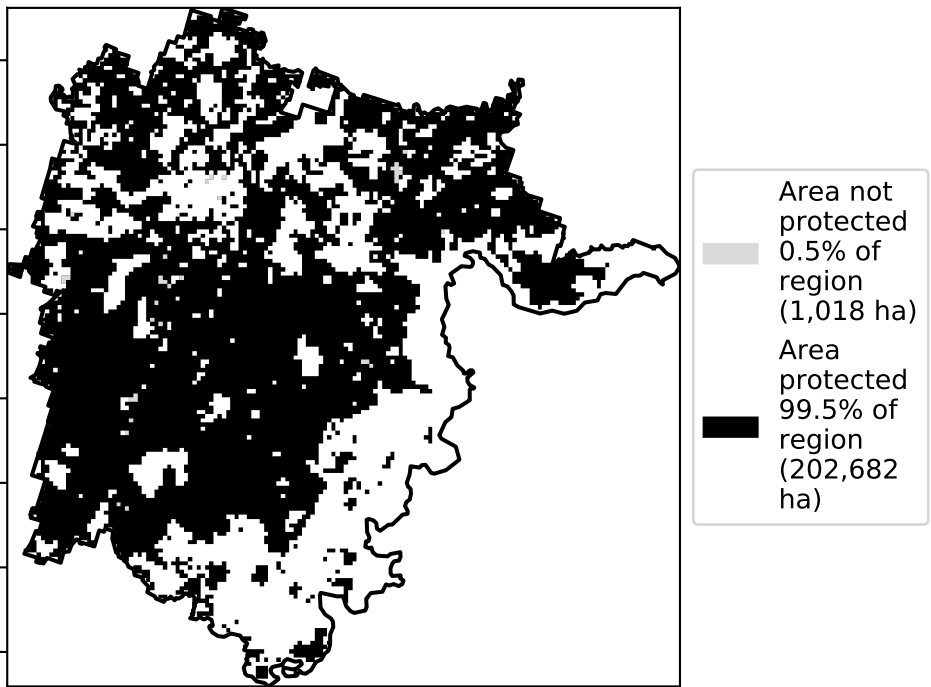 Area not
protected
0.5% of
region
(1,018 ha)
Area
protected
99.5% of
region
(202,682
ha)